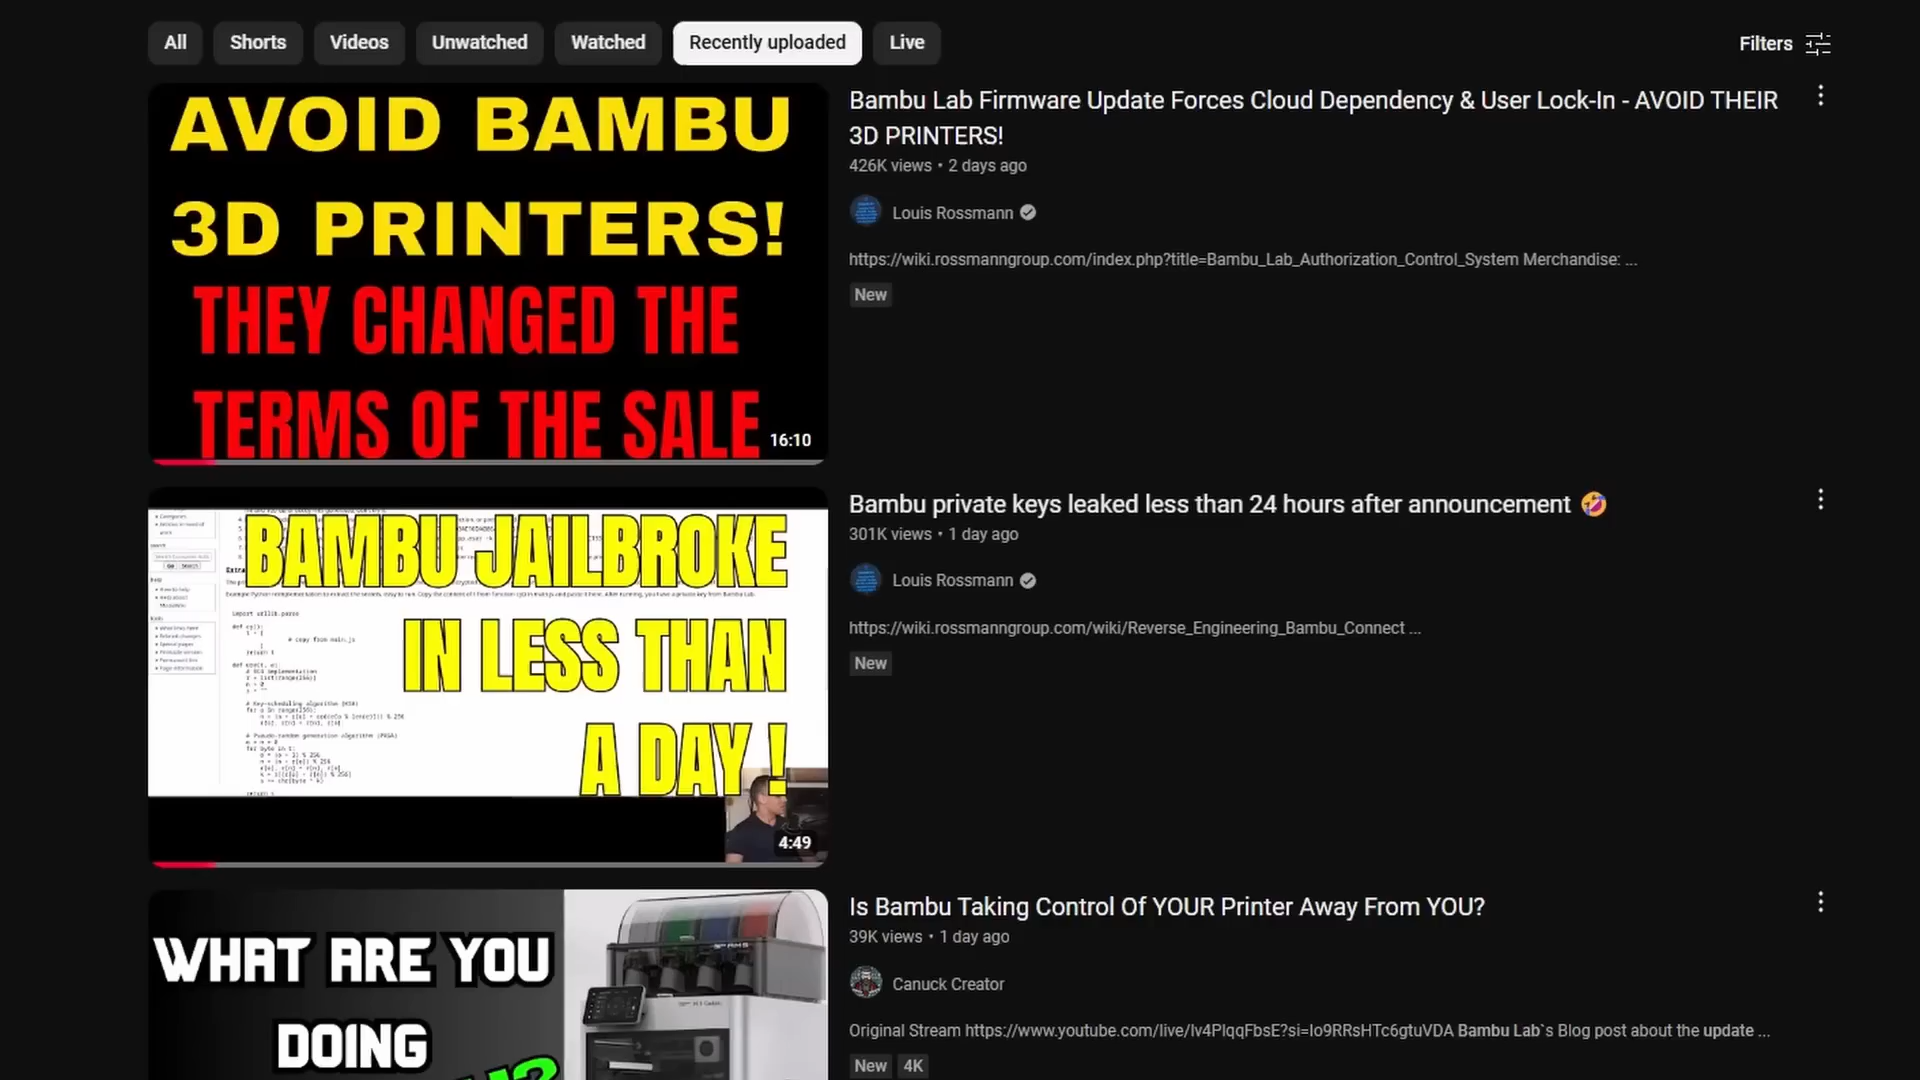 All
Shorts
Videos
Unwatched
Watched
Recently uploaded
Live
Filters
AVOID BAMBU
3D PRINTERS!
THEY CHANGED THE
TERMS OF THE SALE
16:10
Bambu Lab Firmware Update Forces Cloud Dependency & User Lock-In - AVOID THEIR
3D PRINTERS!
426K views • 2 days ago
Louis Rossmann
https://wiki.rossmanngroup.com/index.php?title=Bambu_Lab_Authorization_Control_System Merchandise: ...
New
BAMBU JAILBROKE
IN LESS THAN
A DAY !
4:49
Bambu private keys leaked less than 24 hours after announcement 🤣
301K views • 1 day ago
Louis Rossmann
https://wiki.rossmanngroup.com/wiki/Reverse_Engineering_Bambu_Connect ...
New
WHAT ARE YOU
DOING
Is Bambu Taking Control Of YOUR Printer Away From YOU?
39K views • 1 day ago
Canuck Creator
Original Stream https://www.youtube.com/live/Iv4PlqqFbsE?si=Io9RRsHTc6gtuVDA Bambu Lab`s Blog post about the update ...
New
4K